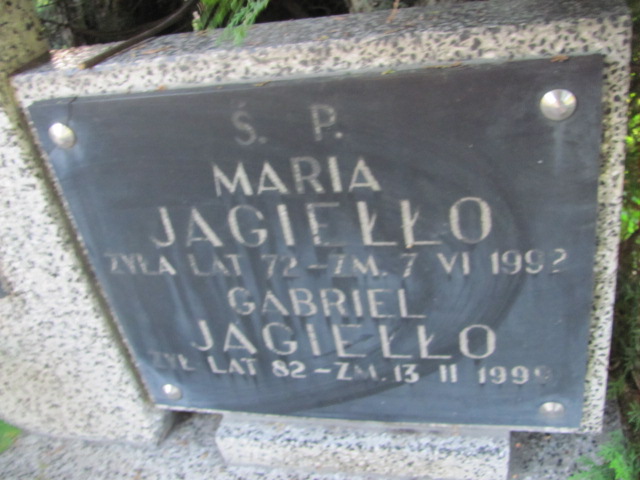 Ś. P.
MARIA
JAGIEŁŁO
ŻYŁA LAT 72 - ZM. 7 VI 1992
GABRIEL
JAGIEŁŁO
ŻYŁ LAT 82 - ZM. 13 II 1999